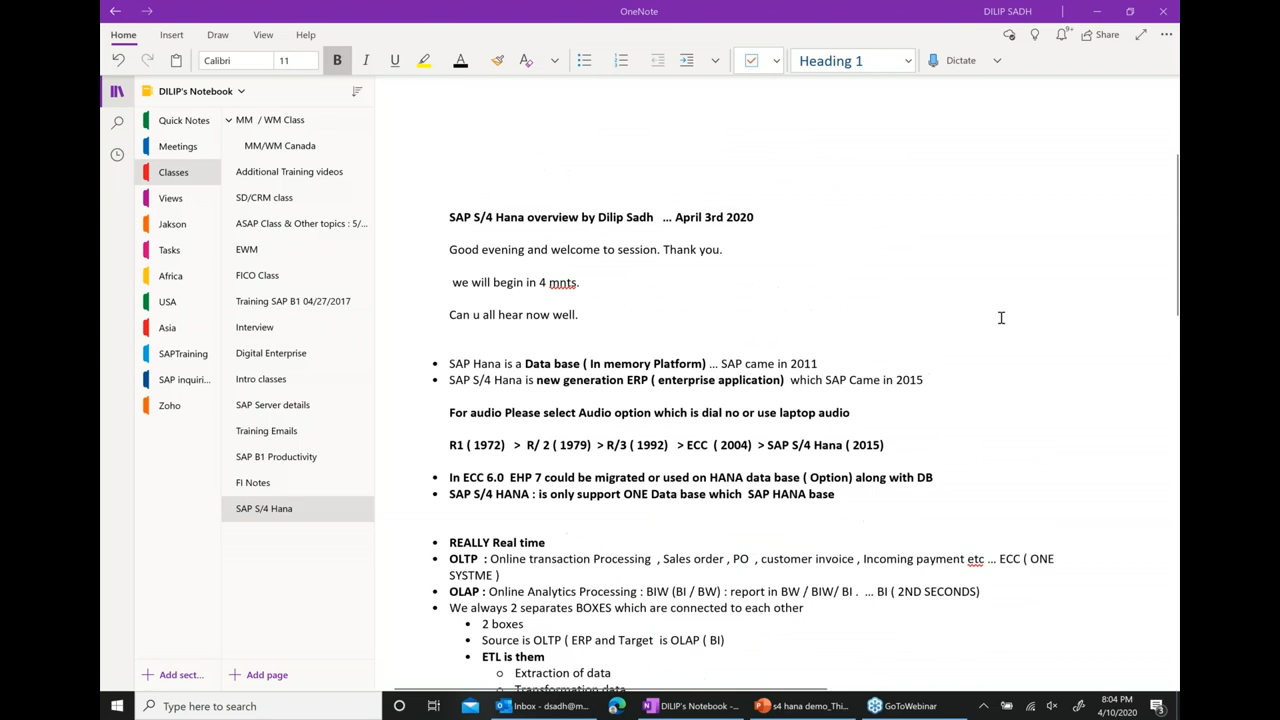 OneNote
DILIP SADH
Home
Insert
Draw
View
Help
9+
Share
Calibri
11
B
I
U
A
Heading 1
Dictate
DILIP's Notebook
Quick Notes
Meetings
Classes
Views
Jakson
Tasks
Africa
USA
Asia
SAPTraining
SAP inquiri...
Zoho
Add sect...
MM / WM Class
MM/WM Canada
Additional Training videos
SD/CRM class
ASAP Class & Other topics : 5/...
EWM
FICO Class
Training SAP B1 04/27/2017
Interview
Digital Enterprise
Intro classes
SAP Server details
Training Emails
SAP B1 Productivity
FI Notes
SAP S/4 Hana
Add page
SAP S/4 Hana overview by Dilip Sadh ... April 3rd 2020
Good evening and welcome to session. Thank you.
we will begin in 4 mnts.
Can u all hear now well.
• SAP Hana is a Data base ( In memory Platform) ... SAP came in 2011
• SAP S/4 Hana is new generation ERP ( enterprise application) which SAP Came in 2015
For audio Please select Audio option which is dial no or use laptop audio
R1 ( 1972) > R/ 2 ( 1979) > R/3 ( 1992) > ECC ( 2004) > SAP S/4 Hana ( 2015)
• In ECC 6.0 EHP 7 could be migrated or used on HANA data base ( Option) along with DB
• SAP S/4 HANA : is only support ONE Data base which SAP HANA base
• REALLY Real time
• OLTP : Online transaction Processing , Sales order , PO , customer invoice , Incoming payment etc ... ECC ( ONE
SYSTME )
• OLAP : Online Analytics Processing : BIW (BI / BW) : report in BW / BIW/ BI . ... BI ( 2ND SECONDS)
• We always 2 separates BOXES which are connected to each other
• 2 boxes
• Source is OLTP ( ERP and Target is OLAP ( BI)
• ETL is them
o Extraction of data
o Transformation data
Type here to search
Inbox - dsadh@m...
DILIP's Notebook -...
s4 hana demo_Thi...
GoToWebinar
8:04 PM
4/10/2020
3